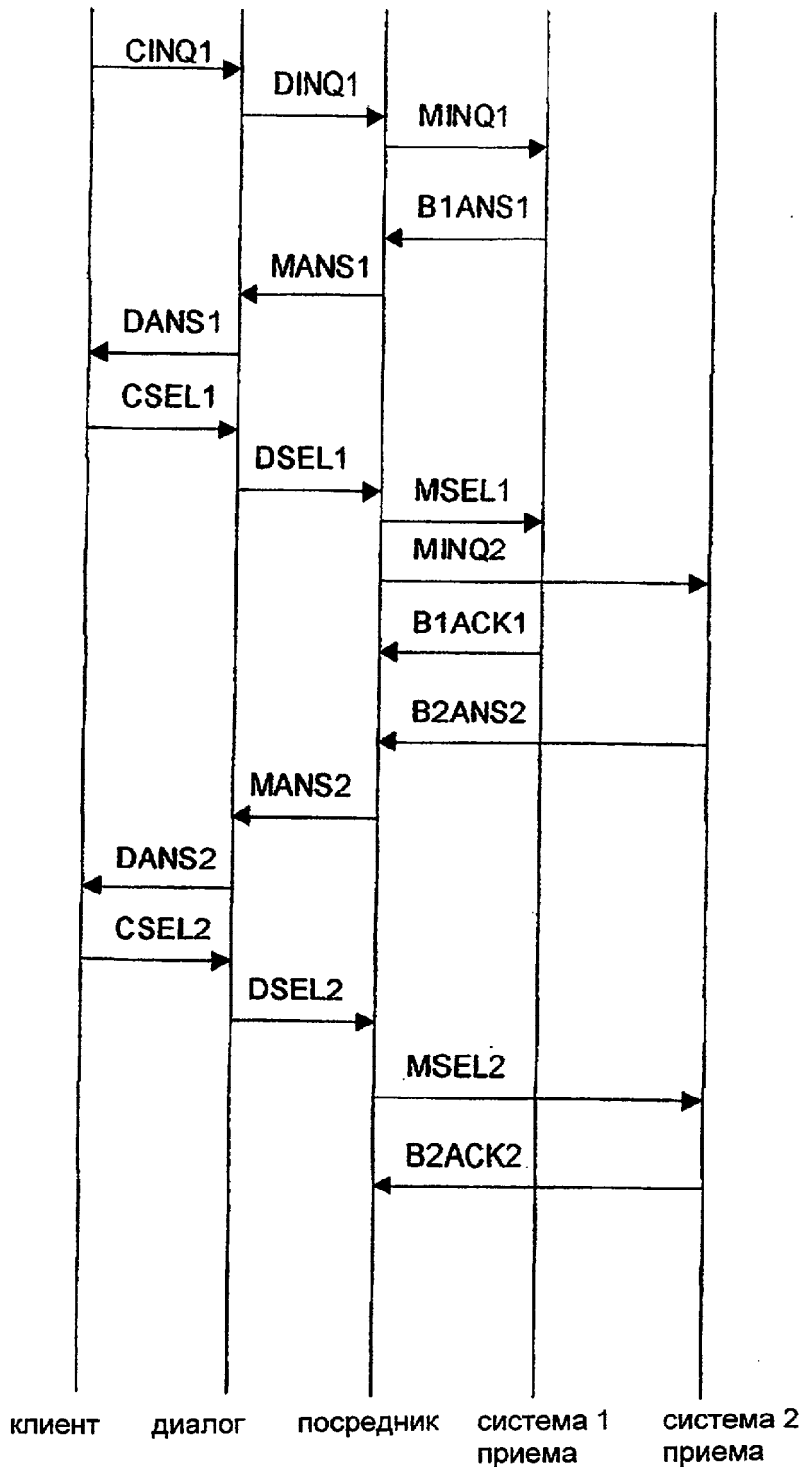 CINQ1
DINQ1
MINQ1
B1ANS1
MANS1
DANS1
CSEL1
DSEL1
MSEL1
MINQ2
B1ACK1
B2ANS2
MANS2
DANS2
CSEL2
DSEL2
MSEL2
B2ACK2
клиент диалог посредник система 1 система 2
приема приема